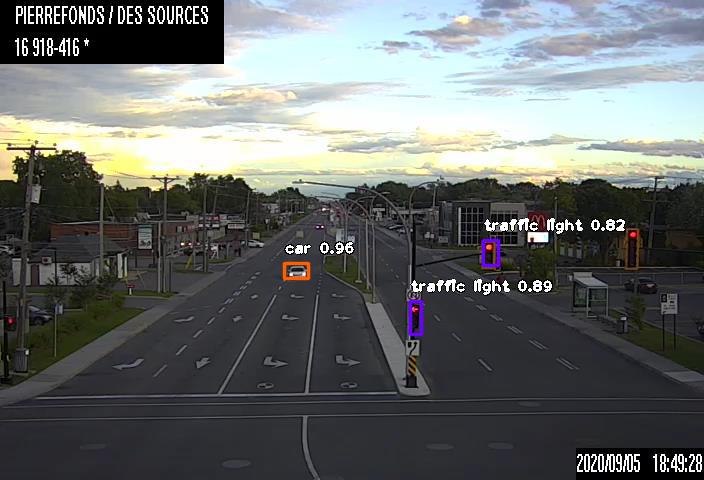 PIERREFONDS / DES SOURCES
16 918-416 *
traffic light 0.82
car 0.96
traffic light 0.89
2020/09/05 18:49:28